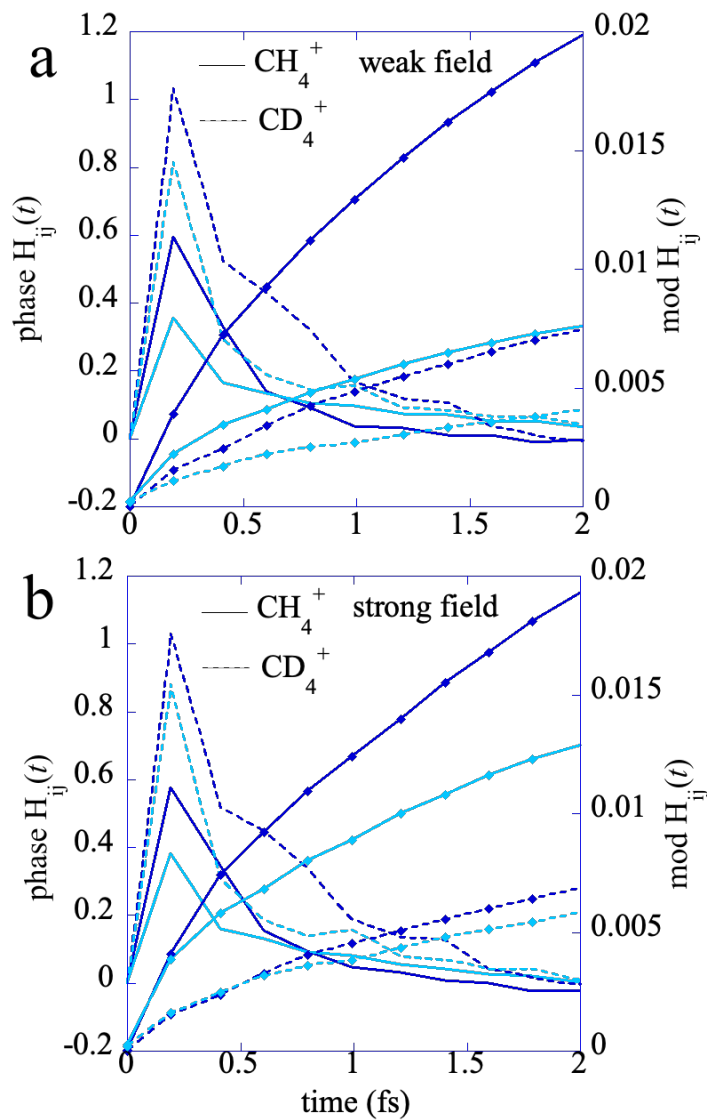 a
CH4+ weak field
CD4+
1.2
1
0.8
0.6
0.4
0.2
0
-0.2
phase Hij(t)
0.02
0.015
0.01
0.005
0
mod Hij(t)
0 0.5 1 1.5 2
b
CH4+ strong field
CD4+
1.2
1
0.8
0.6
0.4
0.2
0
-0.2
phase Hij(t)
0.02
0.015
0.01
0.005
0
mod Hij(t)
0 0.5 1 1.5 2
time (fs)